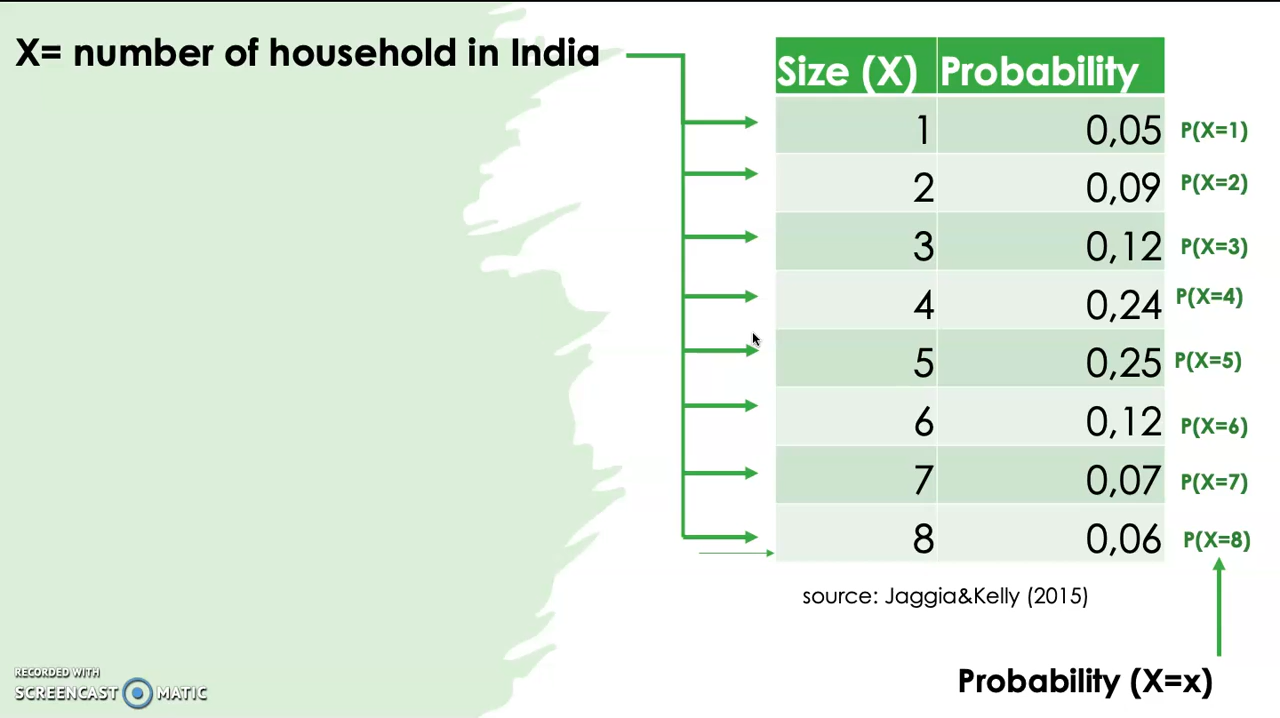 X= number of household in India
Size (X) Probability
1 0,05 P(X=1)
2 0,09 P(X=2)
3 0,12 P(X=3)
4 0,24 P(X=4)
5 0,25 P(X=5)
6 0,12 P(X=6)
7 0,07 P(X=7)
8 0,06 P(X=8)
source: Jaggia&Kelly (2015)
Probability (X=x)
RECORDED WITH
SCREENCAST MATIC